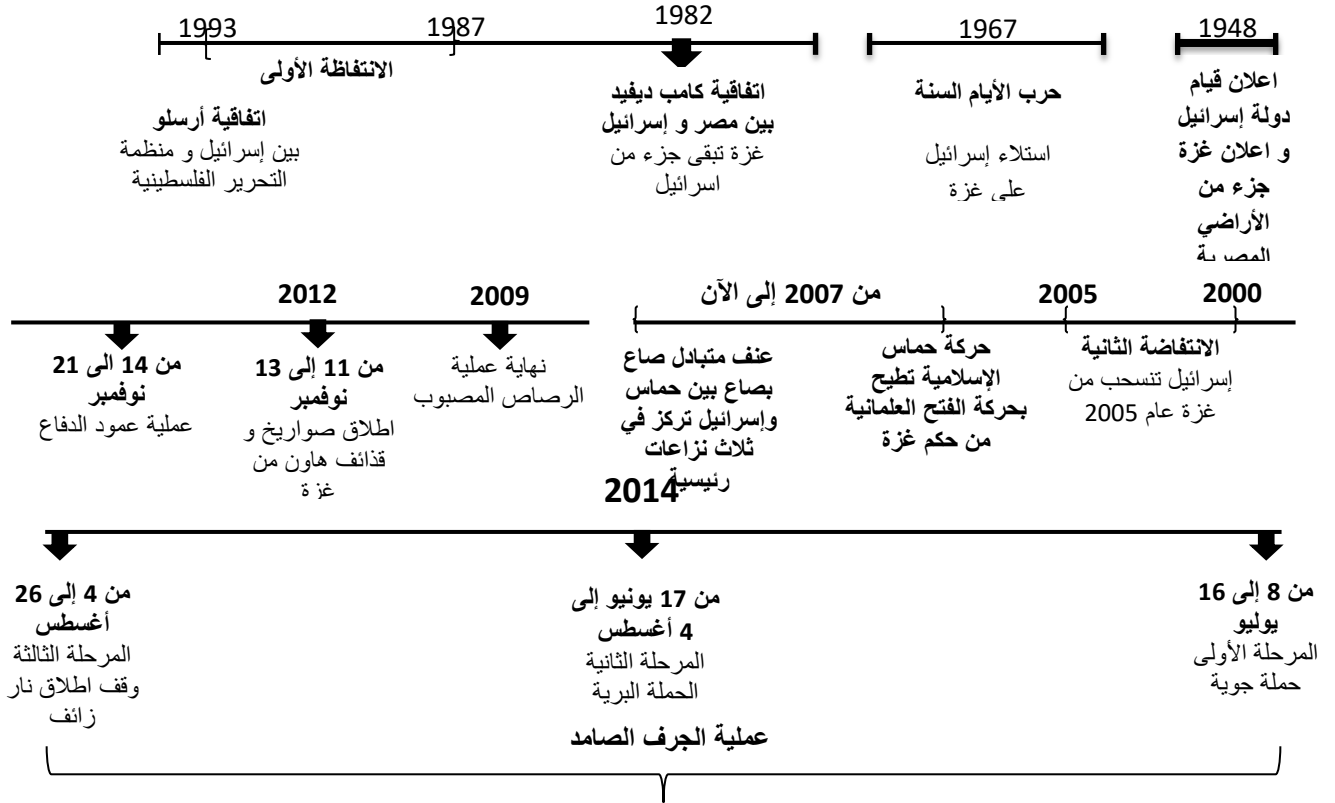 1948
اعلان قيام
دولة إسرائيل
و اعلان غزة
جزء من
الأراضي
المصرية
1967
حرب الأيام السنة
استلاء إسرائيل
على غزة
1982
اتفاقية كامب ديفيد
بين مصر و إسرائيل
غزة تبقى جزء من
اسرائيل
1987
1993
الانتفاظة الأولى
اتفاقية أرسلو
بين إسرائيل و منظمة
التحرير الفلسطينية
2000
2005
الانتفاضة الثانية
إسرائيل تنسحب من
غزة عام 2005
من 2007 إلى الآن
حركة حماس
الإسلامية تطيح
بحركة الفتح العلمانية
من حكم غزة
عنف متبادل صاع
بصاع بين حماس
وإسرائيل تركز في
ثلاث نزاعات
رئيسية
2009
نهاية عملية
الرصاص المصبوب
2012
من 11 إلى 13
نوفمبر
اطلاق صواريخ و
قذائف هاون من
غزة
من 14 الى 21
نوفمبر
عملية عمود الدفاع
2014
من 8 إلى 16
يوليو
المرحلة الأولى
حملة جوية
من 17 يونيو إلى
4 أغسطس
المرحلة الثانية
الحملة البرية
من 4 إلى 26
أغسطس
المرحلة الثالثة
وقف اطلاق نار
زائف
عملية الجرف الصامد